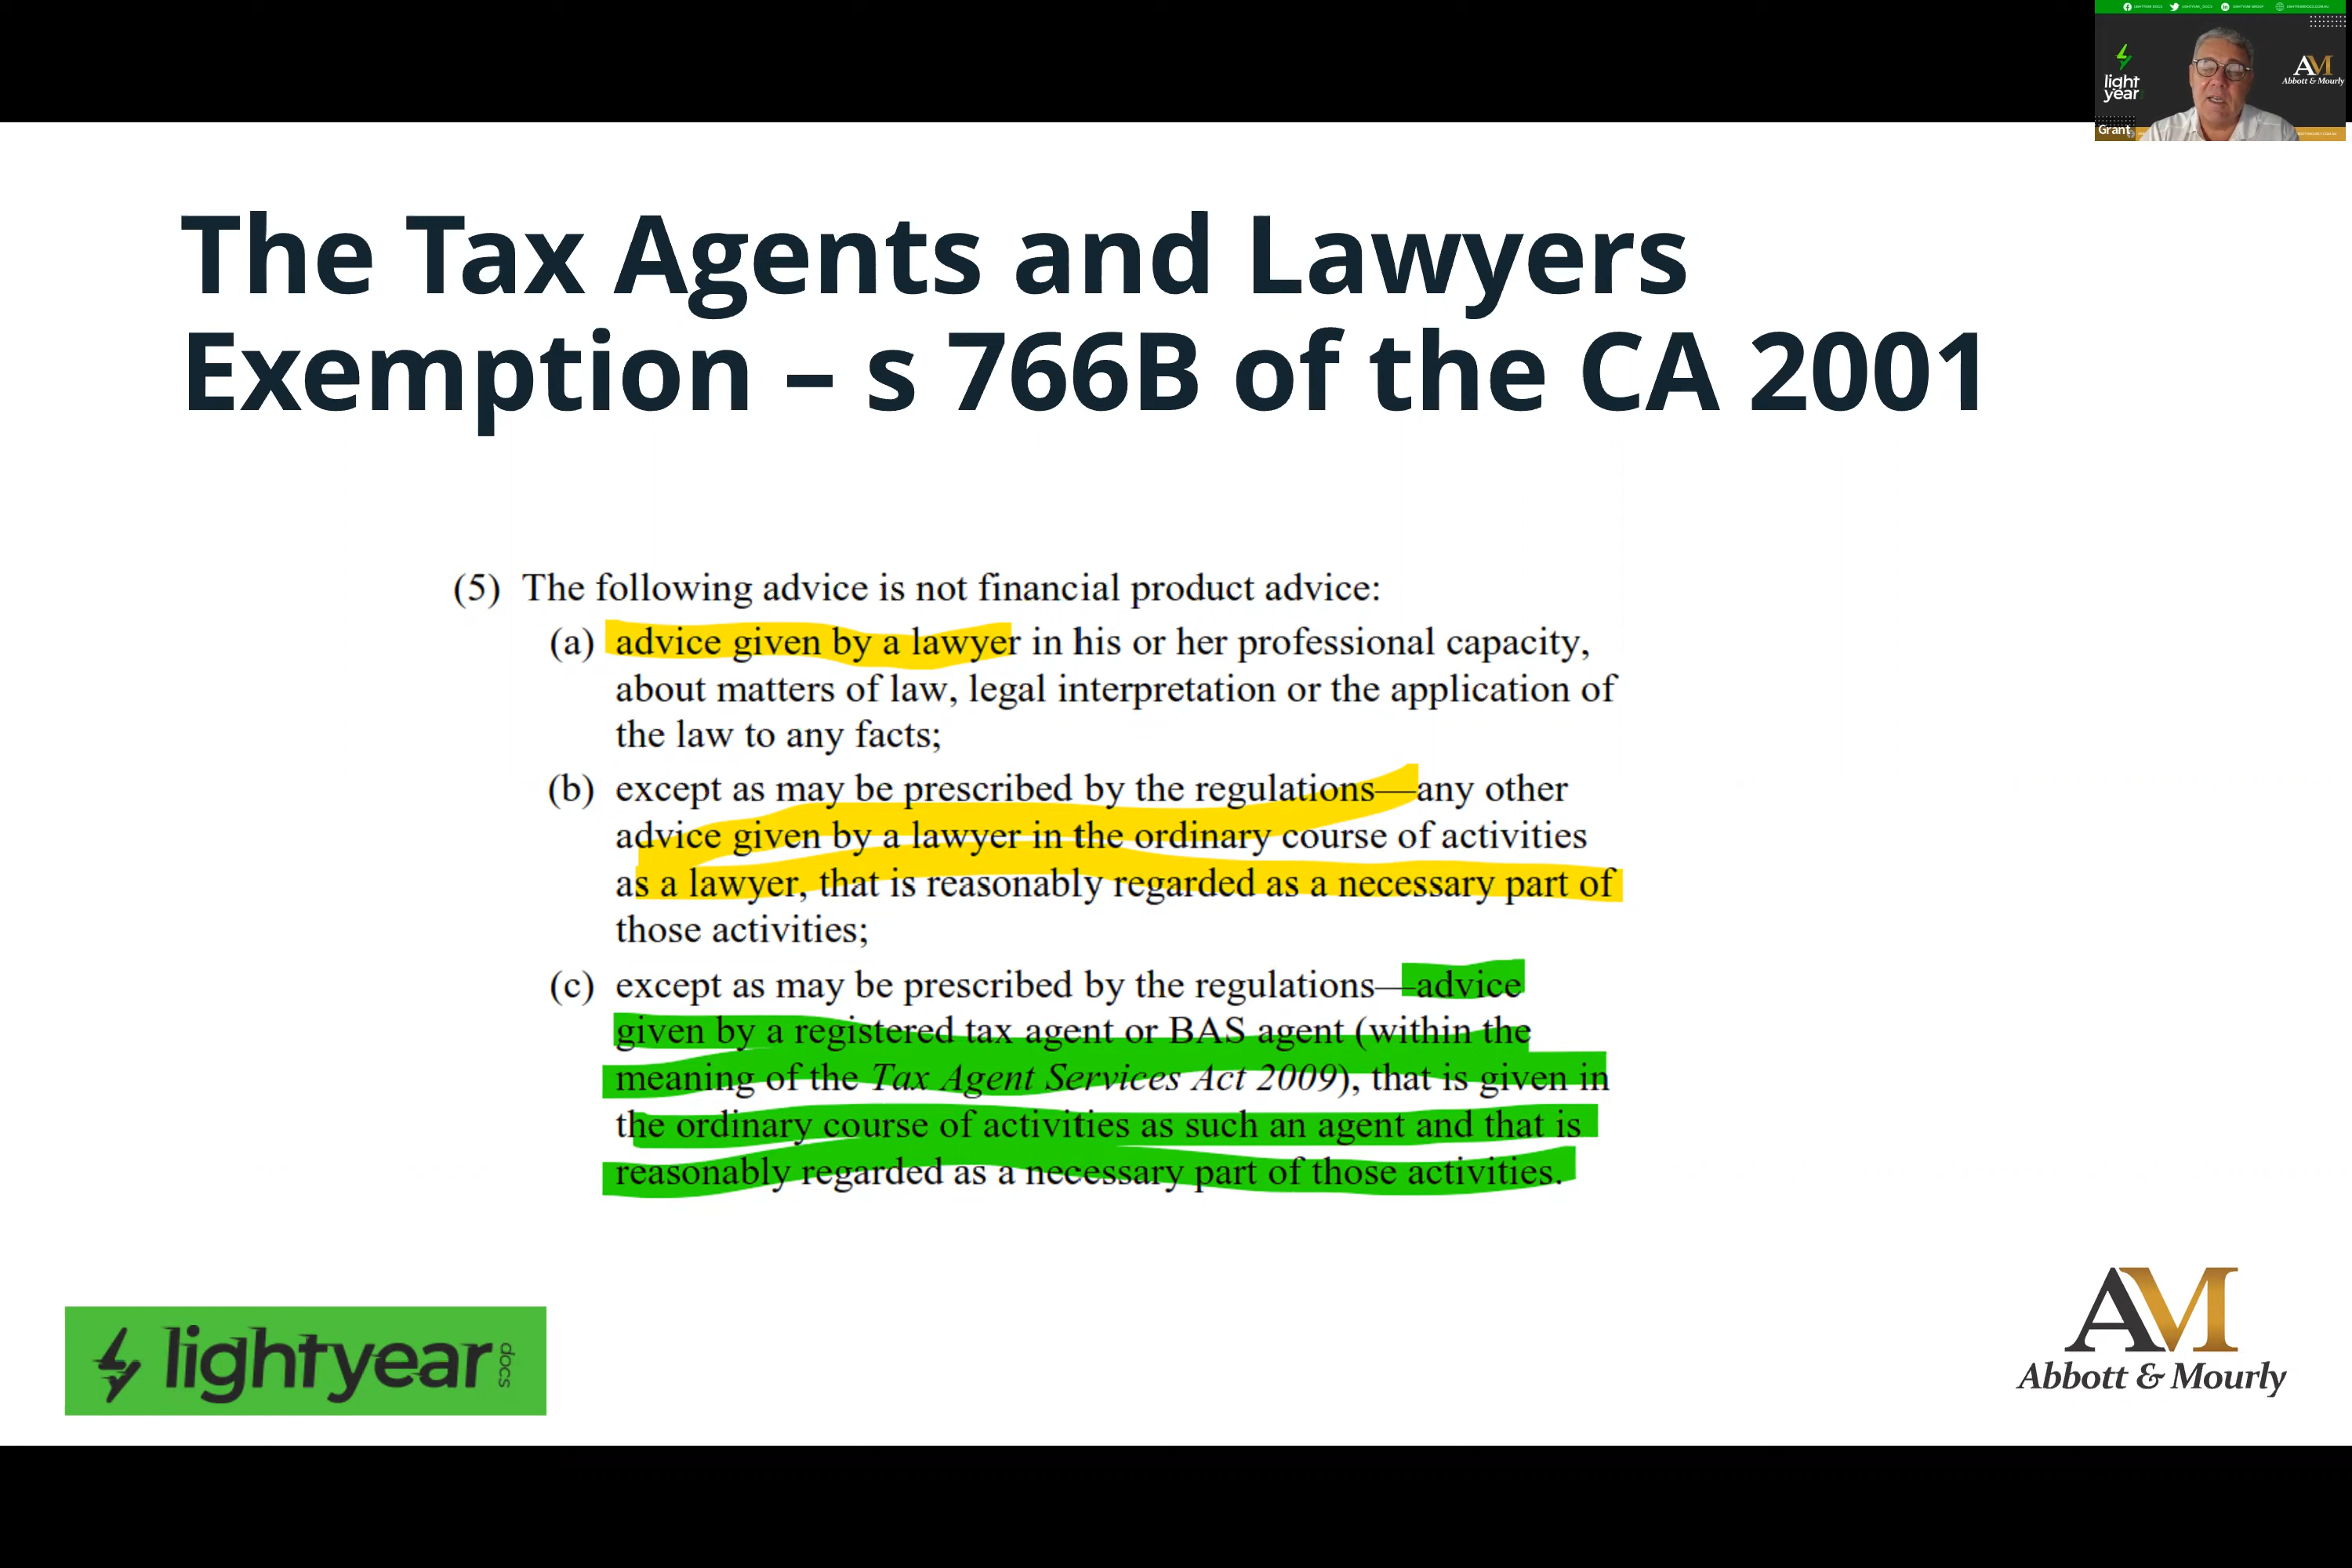 light
year
AM
Abbott & Mourly
Grant
The Tax Agents and Lawyers
Exemption – s 766B of the CA 2001
(5) The following advice is not financial product advice:
(a) advice given by a lawyer in his or her professional capacity,
about matters of law, legal interpretation or the application of
the law to any facts;
(b) except as may be prescribed by the regulations—any other
advice given by a lawyer in the ordinary course of activities
as a lawyer, that is reasonably regarded as a necessary part of
those activities;
(c) except as may be prescribed by the regulations—advice
given by a registered tax agent or BAS agent (within the
meaning of the Tax Agent Services Act 2009), that is given in
the ordinary course of activities as such an agent and that is
reasonably regarded as a necessary part of those activities.
lightyear docs
AM
Abbott & Mourly